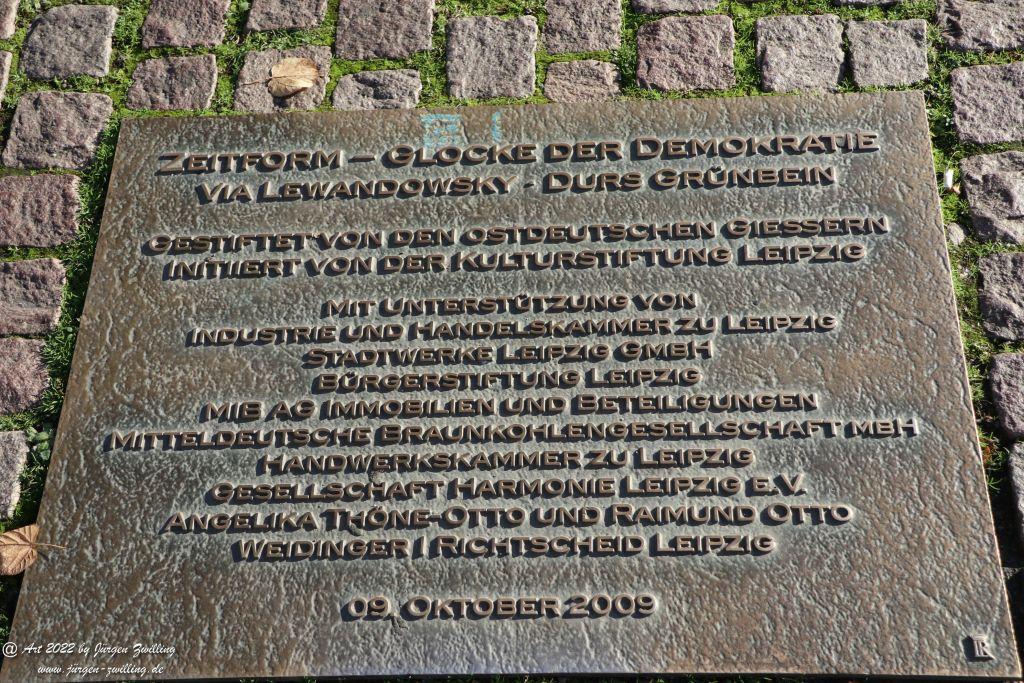 Zeitform – Glocke der Demokratie
Via Lewandowsky · Durs Grünbein
Gestiftet von den ostdeutschen Giessern
Initiiert von der Kulturstiftung Leipzig
Mit Unterstützung von
Industrie und Handelskammer zu Leipzig
Stadtwerke Leipzig GmbH
Bürgerstiftung Leipzig
MIB AG Immobilien und Beteiligungen
Mitteldeutsche Braunkohlengesellschaft mbH
Handwerkskammer zu Leipzig
Gesellschaft Harmonie Leipzig e.V.
Angelika Thöne-Otto und Raimund Otto
Weidinger | Richtscheid Leipzig
09. Oktober 2009
@ Art 2022 by Jürgen Zwilling
www.jürgen-zwilling.de